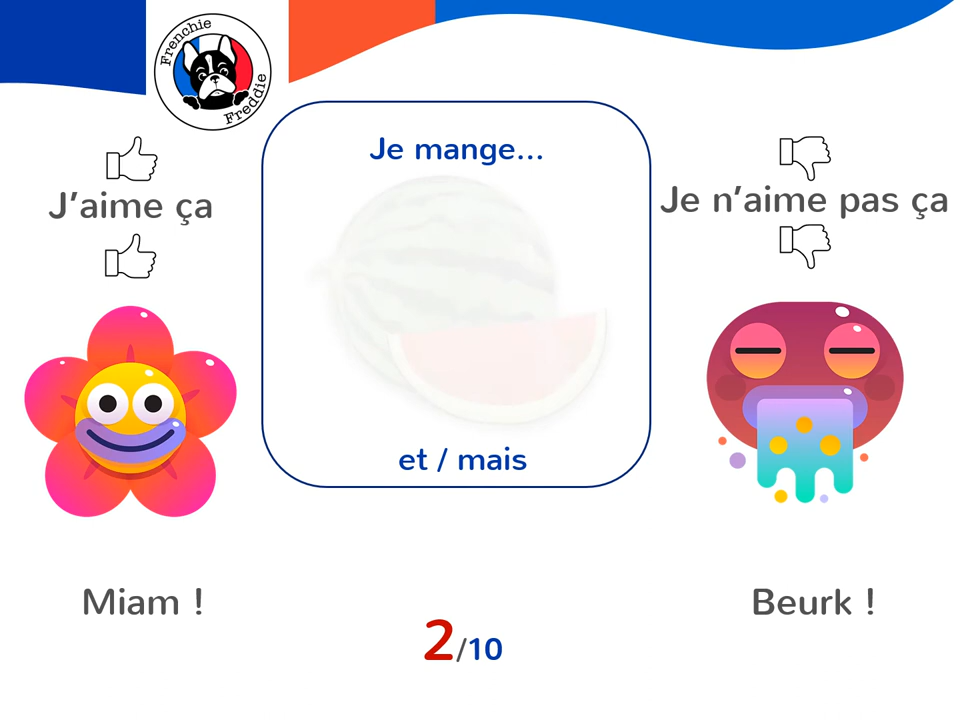 Frenchie
Freddie
Je mange...
J'aime ça
Je n'aime pas ça
et / mais
Miam !
Beurk !
2/10